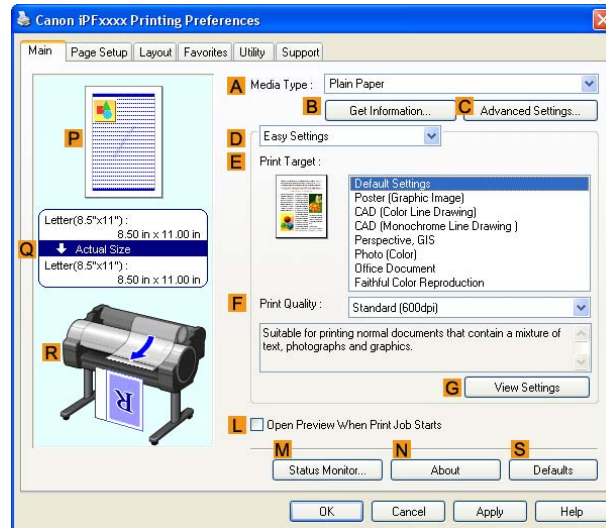 Canon iPFxxxx Printing Preferences
Main Page Setup Layout Favorites Utility Support
A Media Type : Plain Paper
B Get Information... C Advanced Settings...
D Easy Settings
E Print Target :
Default Settings
Poster (Graphic Image)
CAD (Color Line Drawing)
CAD (Monochrome Line Drawing )
Perspective, GIS
Photo (Color)
Office Document
Faithful Color Reproduction
P
Letter(8.5"x11") :
8.50 in x 11.00 in
Q Actual Size
Letter(8.5"x11") :
8.50 in x 11.00 in
R
R
F Print Quality : Standard (600dpi)
Suitable for printing normal documents that contain a mixture of
text, photographs and graphics.
G View Settings
L Open Preview When Print Job Starts
M N S
Status Monitor... About Defaults
OK Cancel Apply Help